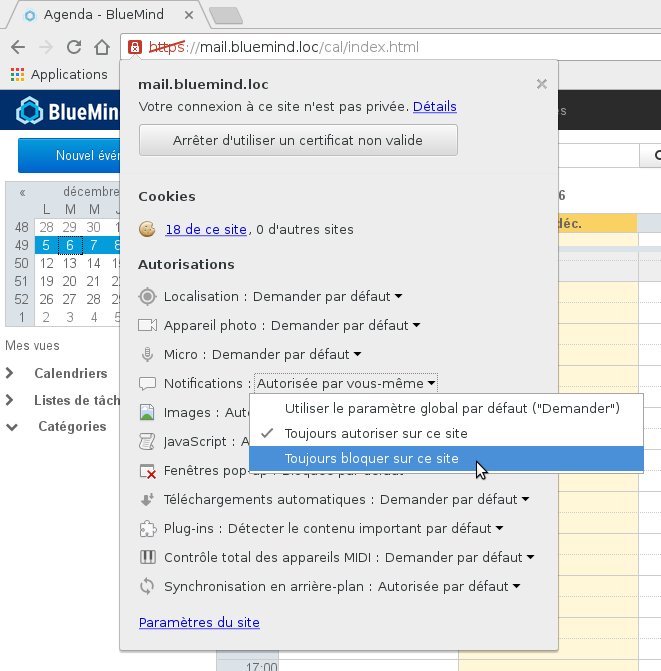 Agenda - BlueMind
https://mail.bluemind.loc/cal/index.html
Applications
mail.bluemind.loc
Votre connexion à ce site n'est pas privée. Détails
BlueMin
Arrêter d'utiliser un certificat non valide
Nouvel évé
« décembre
L M M
48 28 29 30
49 5 6 7 8
50 12 13 14
51 19 20 21
52 26 27 28
1 2 3 4
Mes vues
Calendriers
Listes de tâch
Catégories
Cookies
18 de ce site, 0 d'autres sites
6
déc.
Autorisations
Localisation : Demander par défaut
Appareil photo : Demander par défaut
Micro : Demander par défaut
Notifications : Autorisée par vous-même
Utiliser le paramètre global par défaut ("Demander")
Toujours autoriser sur ce site
Toujours bloquer sur ce site
Images : Auto
JavaScript : A
Fenêtres pop-up
Téléchargements automatiques : Demander par défaut
Plug-ins : Détecter le contenu important par défaut
Contrôle total des appareils MIDI : Demander par défaut
Synchronisation en arrière-plan : Autorisée par défaut
Paramètres du site
17:00